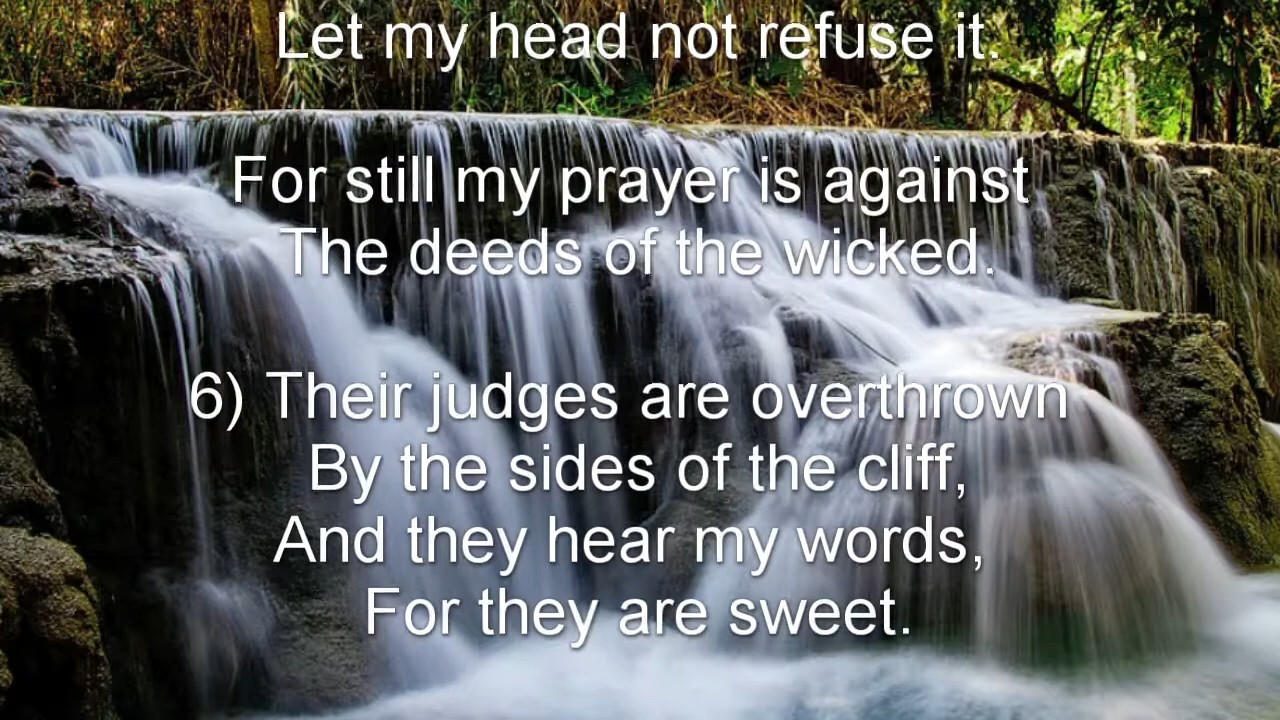 Let my head not refuse it.
For still my prayer is against
The deeds of the wicked.
6) Their judges are overthrown
By the sides of the cliff,
And they hear my words,
For they are sweet.